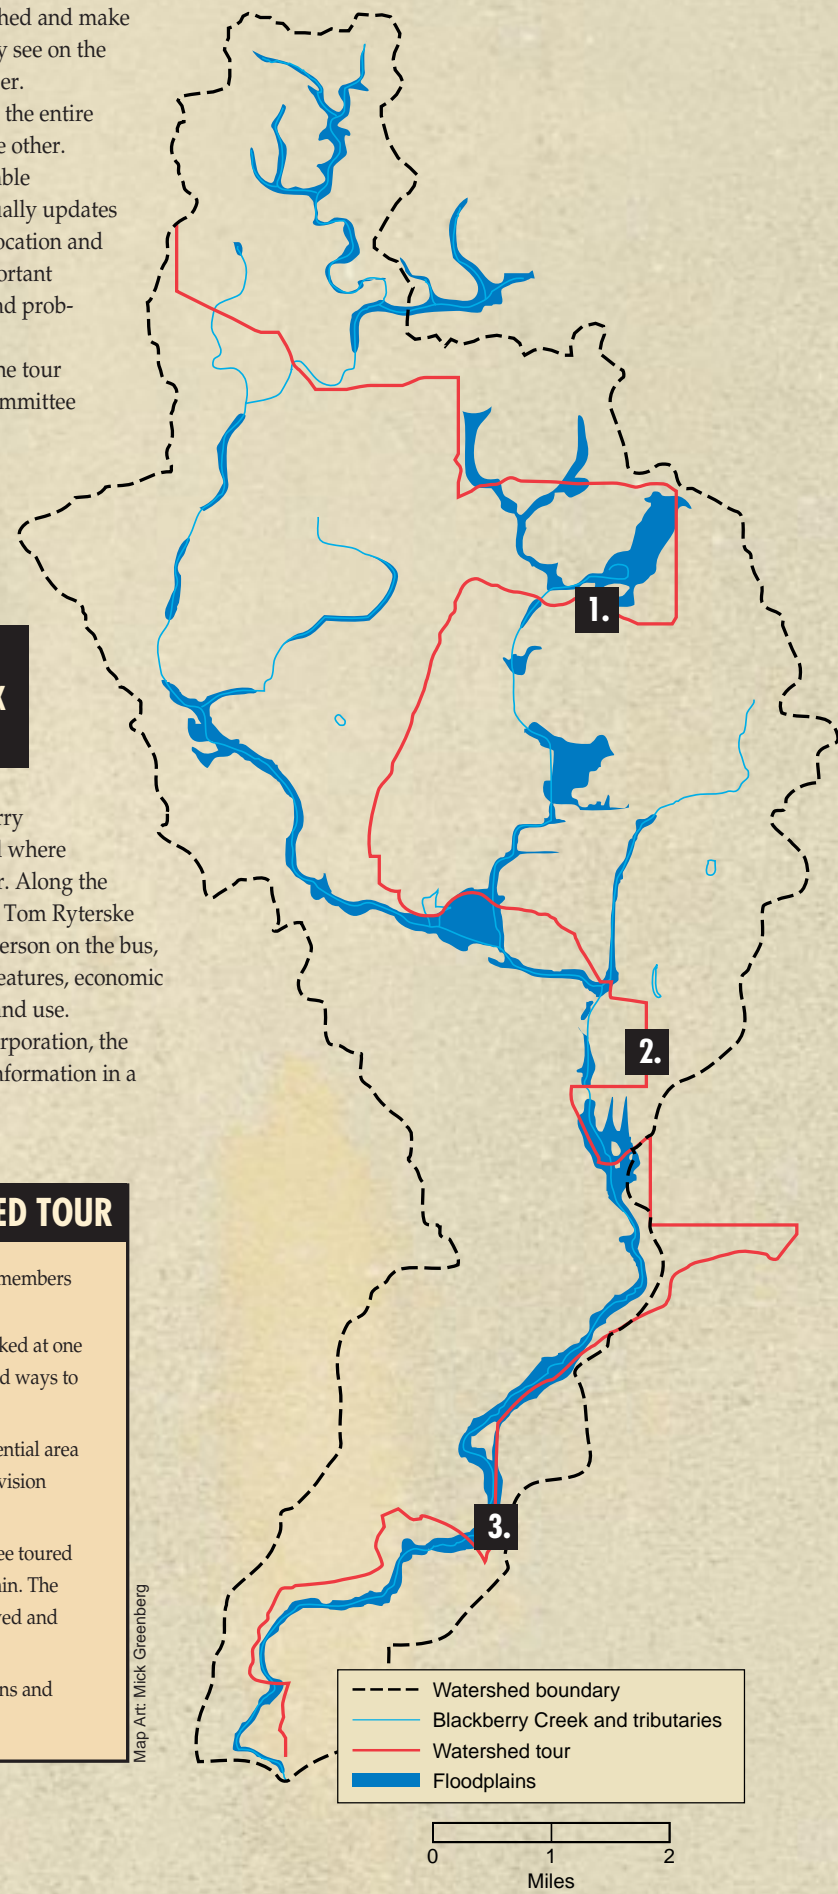 hed and make
y see on the
er.
the entire
e other.
ble
ually updates
ocation and
ortant
nd prob-
he tour
mmittee
x
rry
l where
r. Along the
Tom Ryterske
erson on the bus,
eatures, economic
and use.
rporation, the
nformation in a
ED TOUR
members
ked at one
d ways to
ential area
vision
ee toured
in. The
ved and
ns and
Map Art: Mick Greenberg
1.
2.
3.
Watershed boundary
Blackberry Creek and tributaries
Watershed tour
Floodplains
0 1 2
Miles